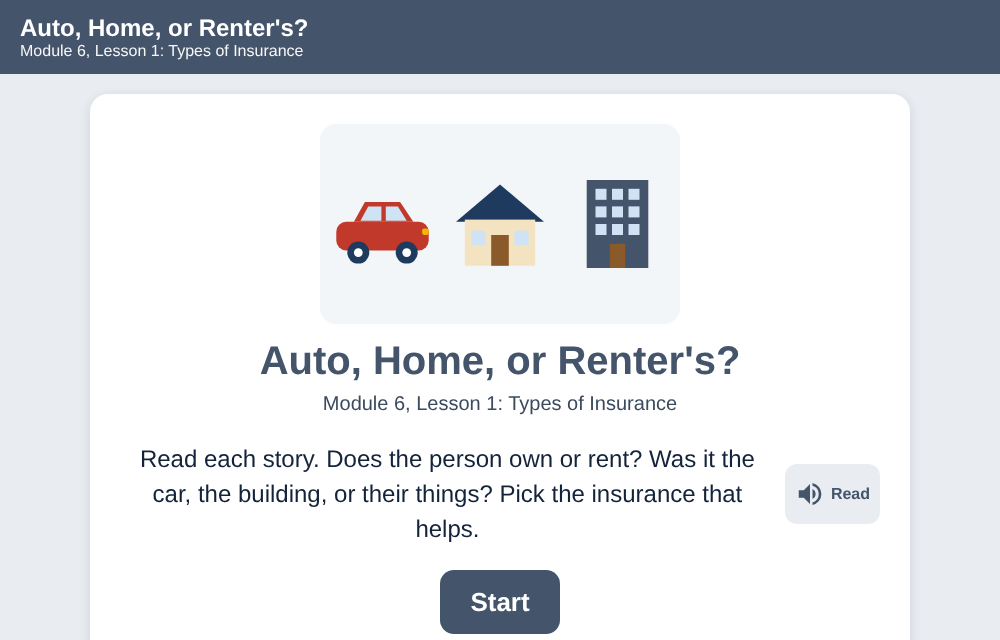 Auto, Home, or Renter's?
Module 6, Lesson 1: Types of Insurance
Auto, Home, or Renter's?
Module 6, Lesson 1: Types of Insurance
Read each story. Does the person own or rent? Was it the
car, the building, or their things? Pick the insurance that
helps.
Read
Start